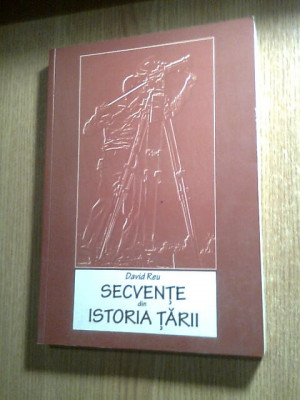 David Reu
SECVENȚE
din
ISTORIA ȚĂRII